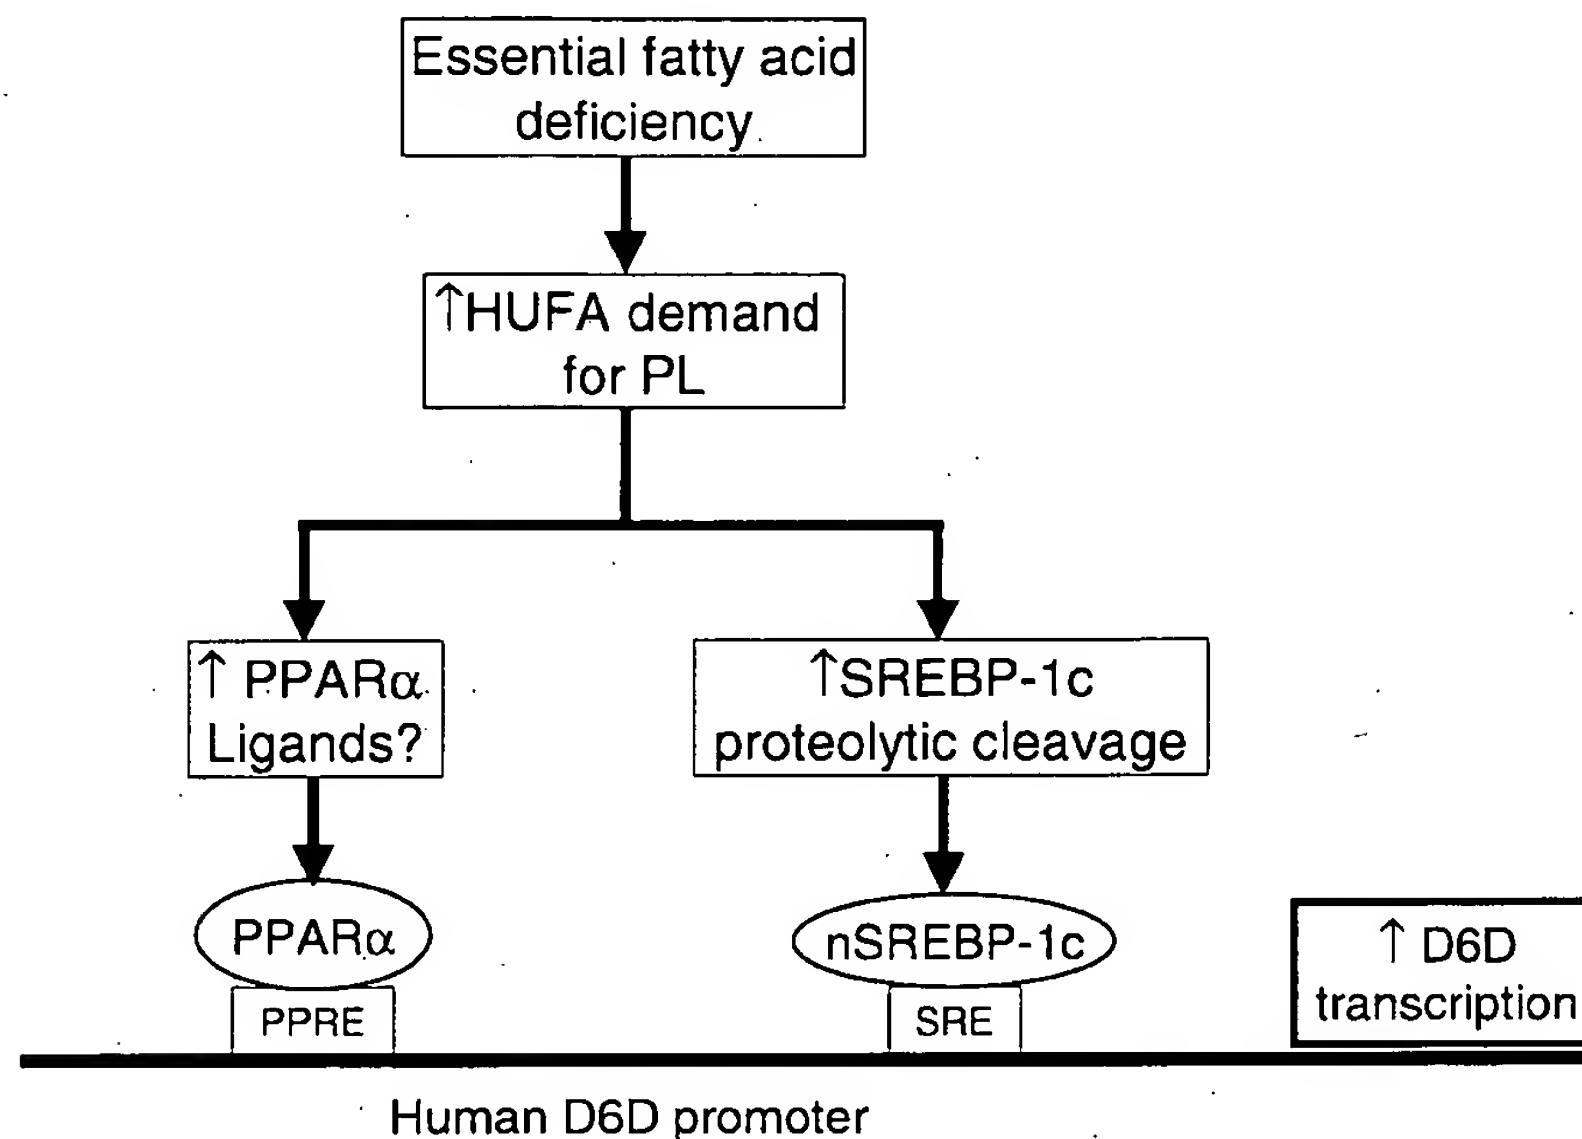 Essential fatty acid
deficiency
↑HUFA demand
for PL
↑ PPARα
Ligands?
↑SREBP-1c
proteolytic cleavage
PPARα
nSREBP-1c
↑ D6D
transcription
PPRE
SRE
Human D6D promoter